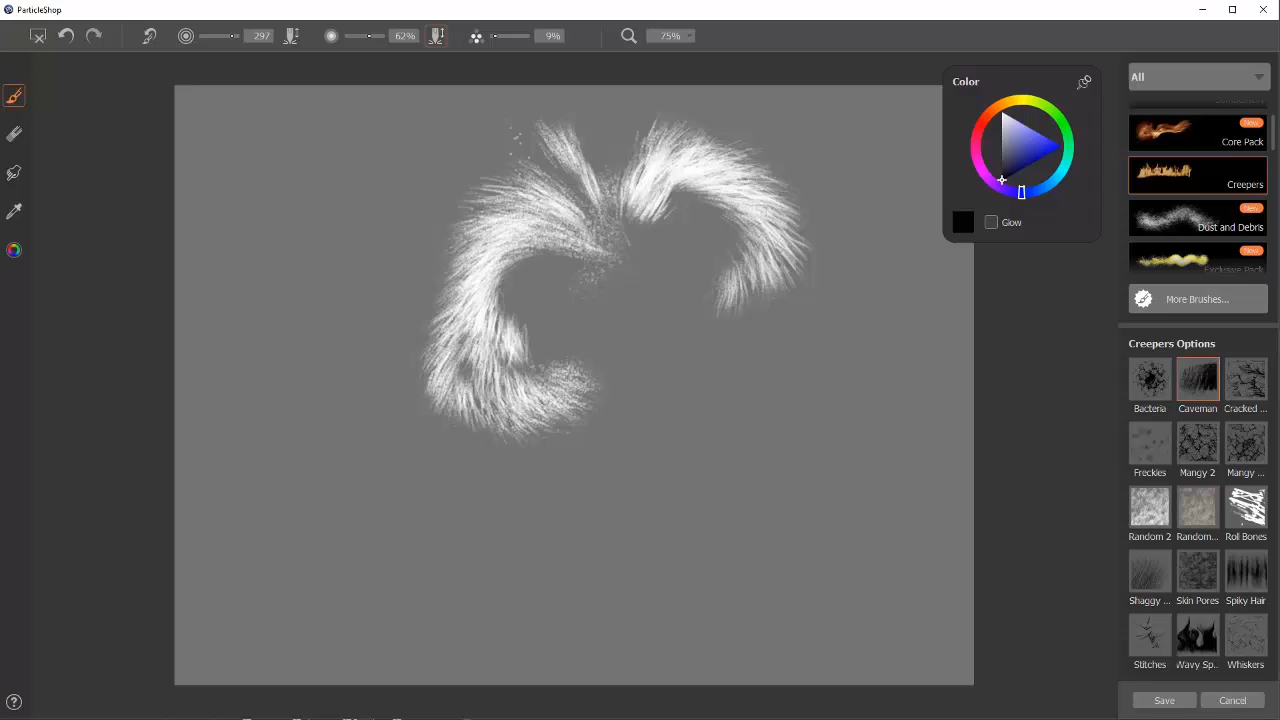 ParticleShop
297
62%
9%
75%
Color
Glow
All
New
Core Pack
Creepers
New
Dust and Debris
New
Exclusive Pack
More Brushes...
Creepers Options
Bacteria
Caveman
Cracked ...
Freckles
Mangy 2
Mangy ...
Random 2
Random...
Roll Bones
Shaggy ...
Skin Pores
Spiky Hair
Stitches
Wavy Sp..
Whiskers
Save
Cancel